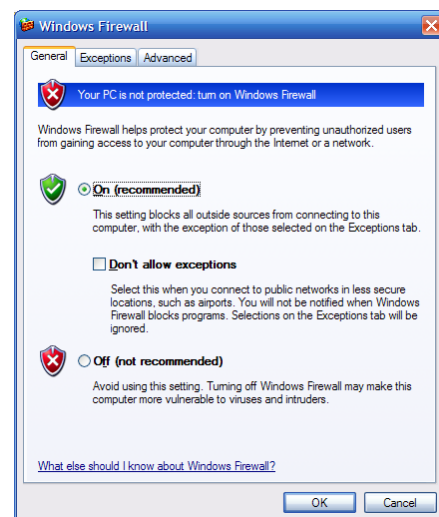 Windows Firewall
General Exceptions Advanced
Your PC is not protected: turn on Windows Firewall
Windows Firewall helps protect your computer by preventing unauthorized users
from gaining access to your computer through the Internet or a network.
On (recommended)
This setting blocks all outside sources from connecting to this
computer, with the exception of those selected on the Exceptions tab.
Don't allow exceptions
Select this when you connect to public networks in less secure
locations, such as airports. You will not be notified when Windows
Firewall blocks programs. Selections on the Exceptions tab will be
ignored.
Off (not recommended)
Avoid using this setting. Turning off Windows Firewall may make this
computer more vulnerable to viruses and intruders.
What else should I know about Windows Firewall?
OK Cancel